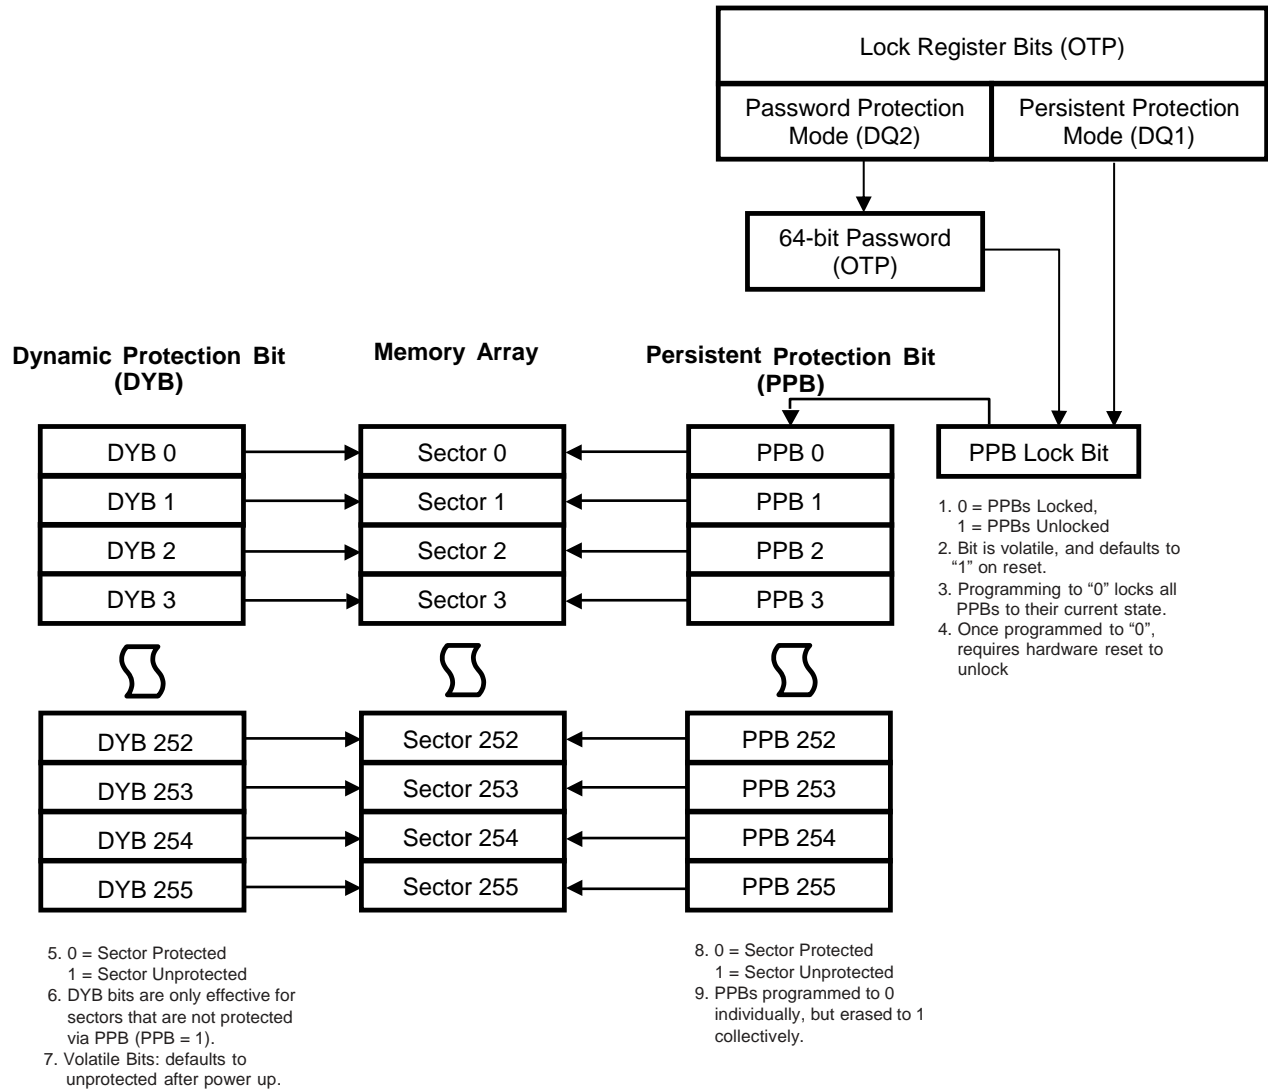 Lock Register Bits (OTP)
Password Protection
Mode (DQ2)
Persistent Protection
Mode (DQ1)
64-bit Password
(OTP)
Dynamic Protection Bit
(DYB)
Memory Array
Persistent Protection Bit
(PPB)
DYB 0
Sector 0
PPB 0
PPB Lock Bit
DYB 1
Sector 1
PPB 1
DYB 2
Sector 2
PPB 2
DYB 3
Sector 3
PPB 3
1. 0 = PPBs Locked,
1 = PPBs Unlocked
2. Bit is volatile, and defaults to
“1” on reset.
3. Programming to “0” locks all
PPBs to their current state.
4. Once programmed to “0”,
requires hardware reset to
unlock
DYB 252
Sector 252
PPB 252
DYB 253
Sector 253
PPB 253
DYB 254
Sector 254
PPB 254
DYB 255
Sector 255
PPB 255
5. 0 = Sector Protected
1 = Sector Unprotected
6. DYB bits are only effective for
sectors that are not protected
via PPB (PPB = 1).
7. Volatile Bits: defaults to
unprotected after power up.
8. 0 = Sector Protected
1 = Sector Unprotected
9. PPBs programmed to 0
individually, but erased to 1
collectively.